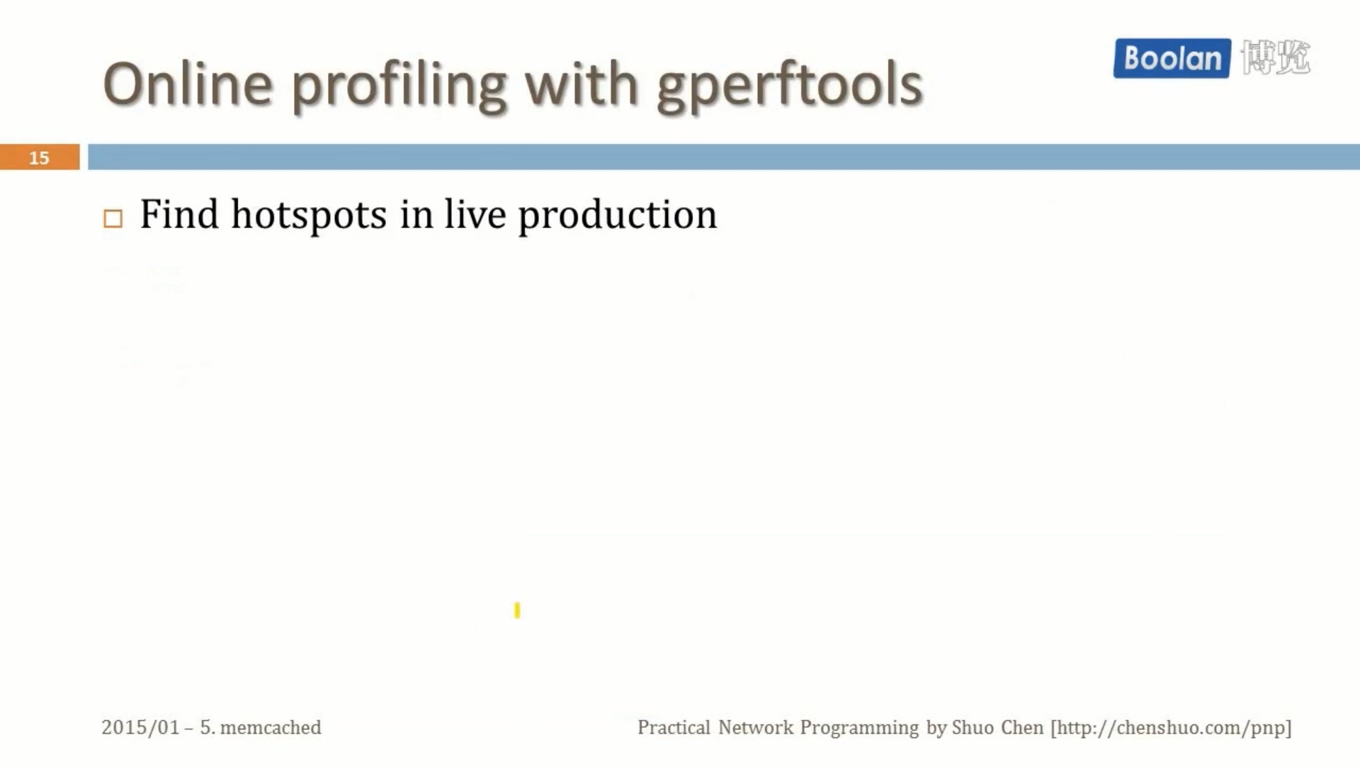 Online profiling with gperftools
Boolan 博览
15
Find hotspots in live production
2015/01 – 5. memcached
Practical Network Programming by Shuo Chen [http://chenshuo.com/pnp]